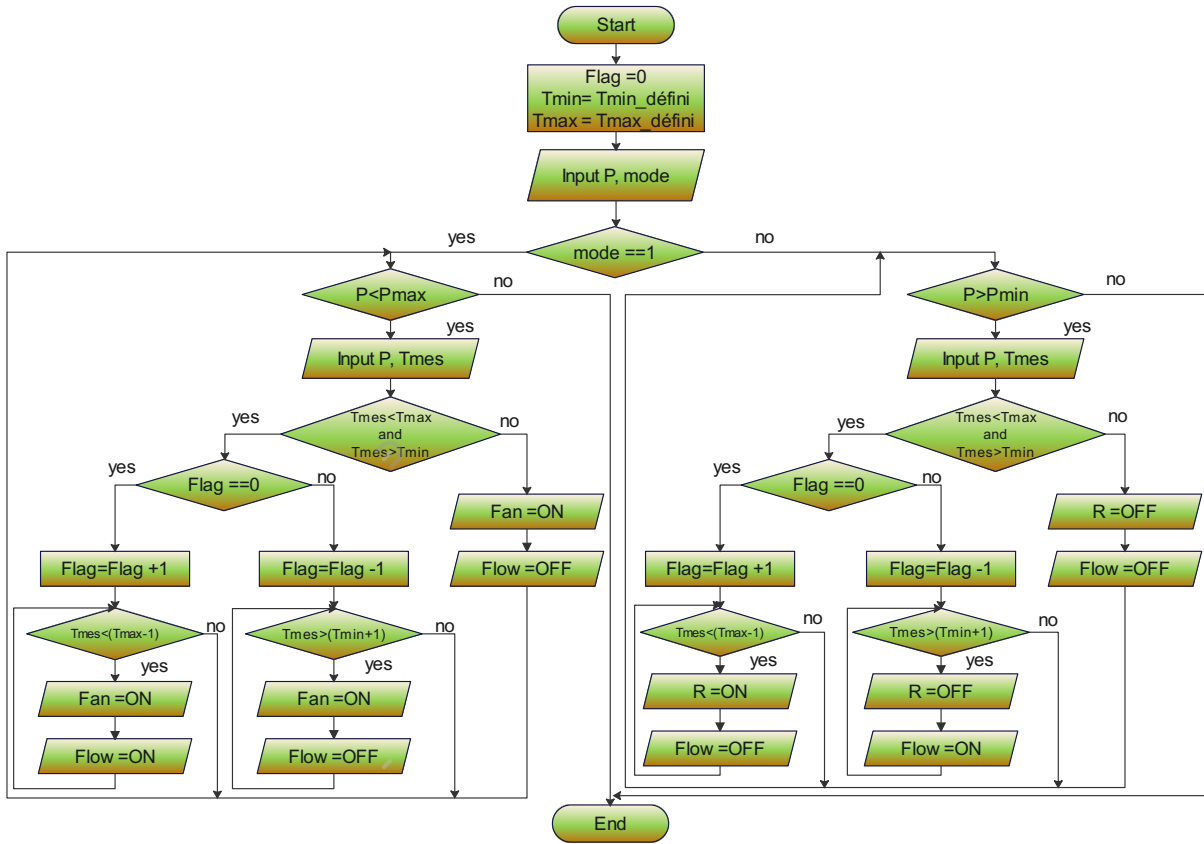 Start
Flag =0
Tmin= Tmin_défini
Tmax = Tmax_défini
Input P, mode
mode ==1
yes
no
P<Pmax
no
yes
Input P, Tmes
Tmes<Tmax
and
Tmes>Tmin
yes
no
Flag ==0
yes
no
Fan =ON
Flow =OFF
Flag=Flag +1
Flag=Flag -1
Tmes<(Tmax-1)
no
yes
Fan =ON
Flow =ON
Tmes>(Tmin+1)
no
yes
Fan =ON
Flow =OFF
P>Pmin
no
yes
Input P, Tmes
Tmes<Tmax
and
Tmes>Tmin
yes
no
Flag ==0
yes
no
R =OFF
Flow =OFF
Flag=Flag +1
Flag=Flag -1
Tmes<(Tmax-1)
no
yes
R =ON
Flow =OFF
Tmes>(Tmin+1)
no
yes
R =OFF
Flow =ON
End